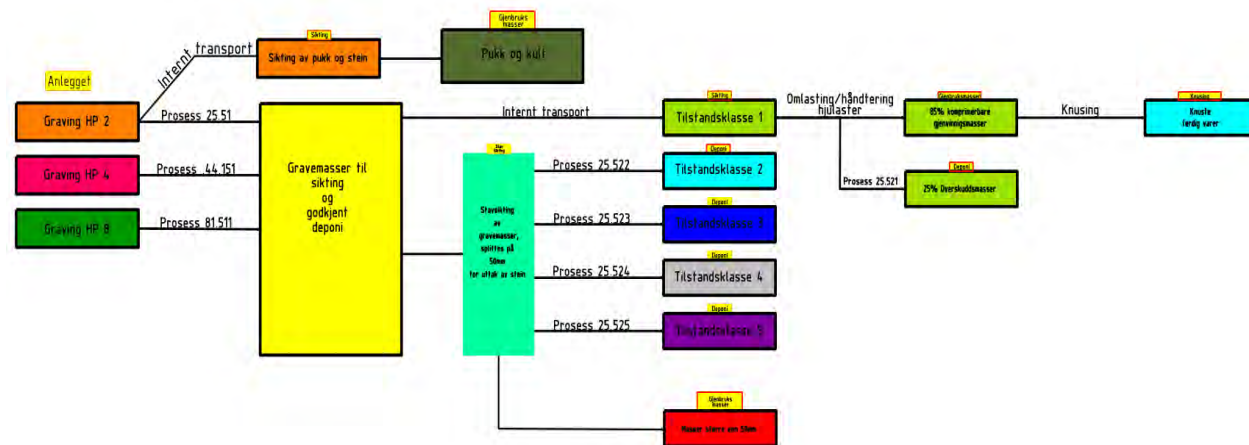 Gjenbruks
masser
Sikting
transport
Internt
Sikting av pukk og stein
Pukk og kult
Anlegget
Graving HP 2
Prosess 25.51
Graving HP 4
Prosess .44.151
Graving HP 8
Prosess 81.511
Gravemasser til
sikting
og
godkjent
deponi
Internt transport
Sikting
Tilstandsklasse 1
Omlasting/håndtering
hjulaster
Gjenbruksmasser
85% komprimerbare
gjenvinnigsmasser
Knusing
Knusing
Knuste
ferdig varer
Prosess 25.521
Deponi
25% Overskuddsmasser
Stav
Sikting
Stavsikting
av
gravemasser,
splittes på
50mm
for uttak av stein
Prosess 25.522
Deponi
Tilstandsklasse 2
Prosess 25.523
Deponi
Tilstandsklasse 3
Prosess 25.524
Deponi
Tilstandsklasse 4
Prosess 25.525
Deponi
Tilstandsklasse 5
Gjenbruks
masser
Masser større enn 50mm